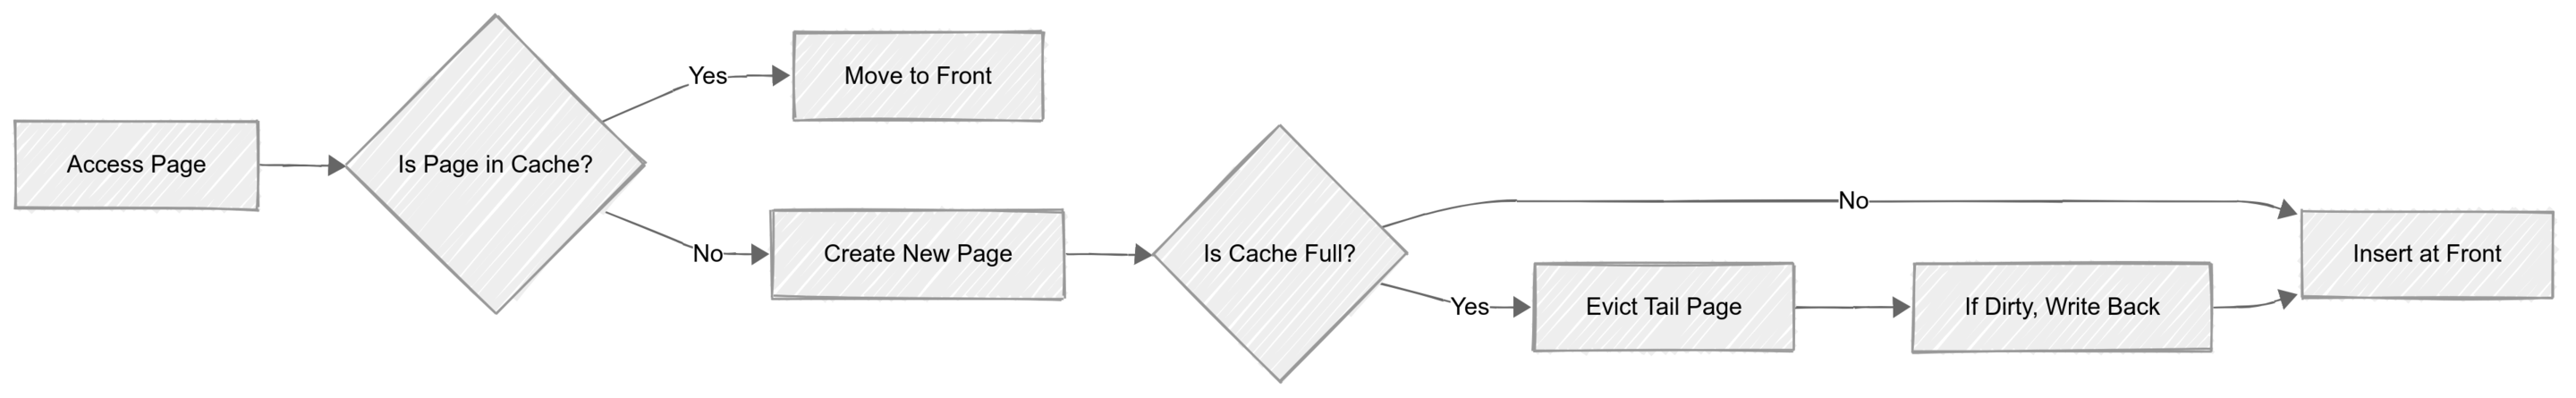 Access Page
Is Page in Cache?
Yes
Move to Front
No
Create New Page
Is Cache Full?
No
Yes
Evict Tail Page
If Dirty, Write Back
Insert at Front